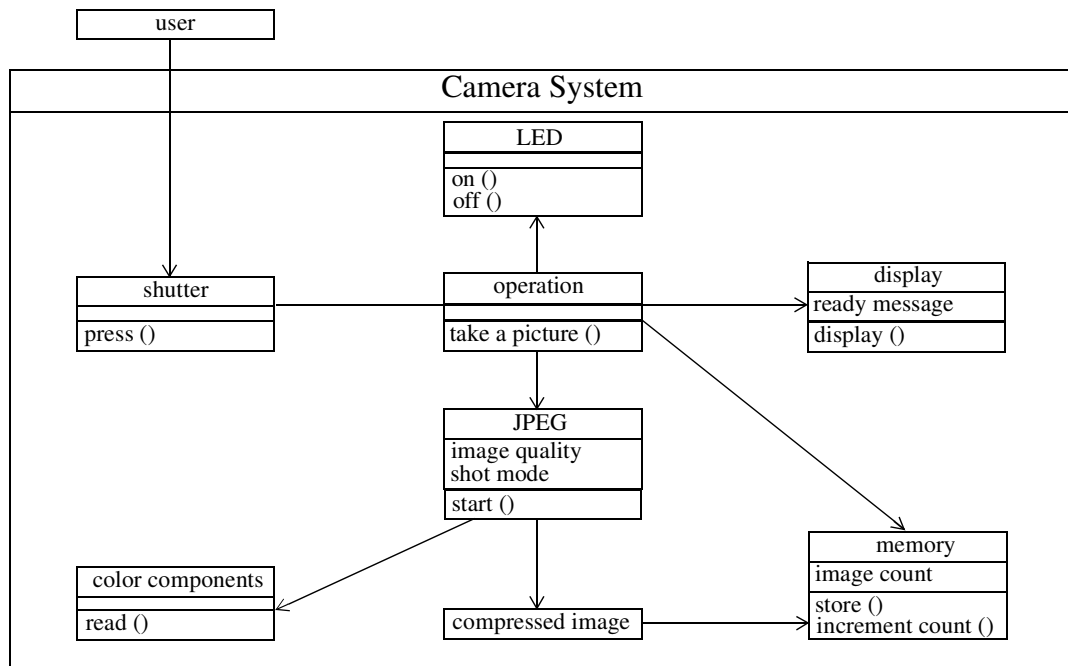 user
Camera System
LED
on ()
off ()
shutter
press ()
operation
take a picture ()
display
ready message
display ()
JPEG
image quality
shot mode
start ()
color components
read ()
compressed image
memory
image count
store ()
increment count ()